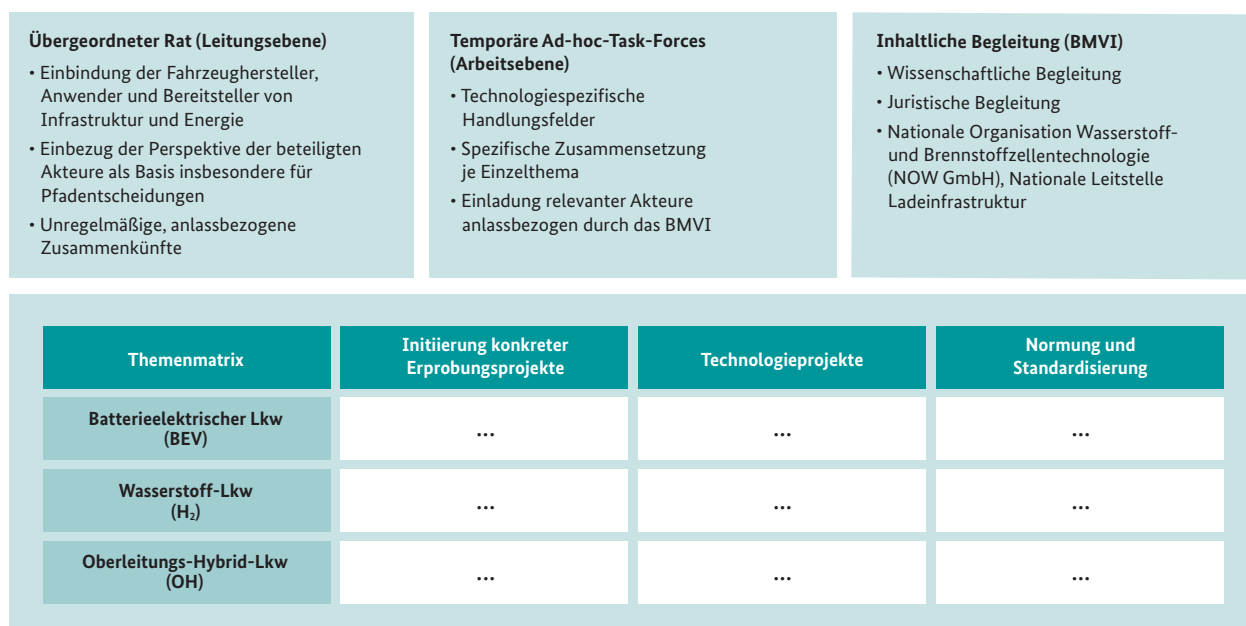 Übergeordneter Rat (Leitungsebene)
• Einbindung der Fahrzeughersteller,
Anwender und Bereitsteller von
Infrastruktur und Energie
• Einbezug der Perspektive der beteiligten
Akteure als Basis insbesondere für
Pfadentscheidungen
• Unregelmäßige, anlassbezogene
Zusammenkünfte
Temporäre Ad-hoc-Task-Forces
(Arbeitsebene)
• Technologiespezifische
Handlungsfelder
• Spezifische Zusammensetzung
je Einzelthema
• Einladung relevanter Akteure
anlassbezogen durch das BMVI
Inhaltliche Begleitung (BMVI)
• Wissenschaftliche Begleitung
• Juristische Begleitung
• Nationale Organisation Wasserstoff-
und Brennstoffzellentechnologie
(NOW GmbH), Nationale Leitstelle
Ladeinfrastruktur
Themenmatrix
Initiierung konkreter
Erprobungsprojekte
Technologieprojekte
Normung und
Standardisierung
Batterieelektrischer Lkw
(BEV)
...
...
...
Wasserstoff-Lkw
(H₂)
...
...
...
Oberleitungs-Hybrid-Lkw
(OH)
...
...
...